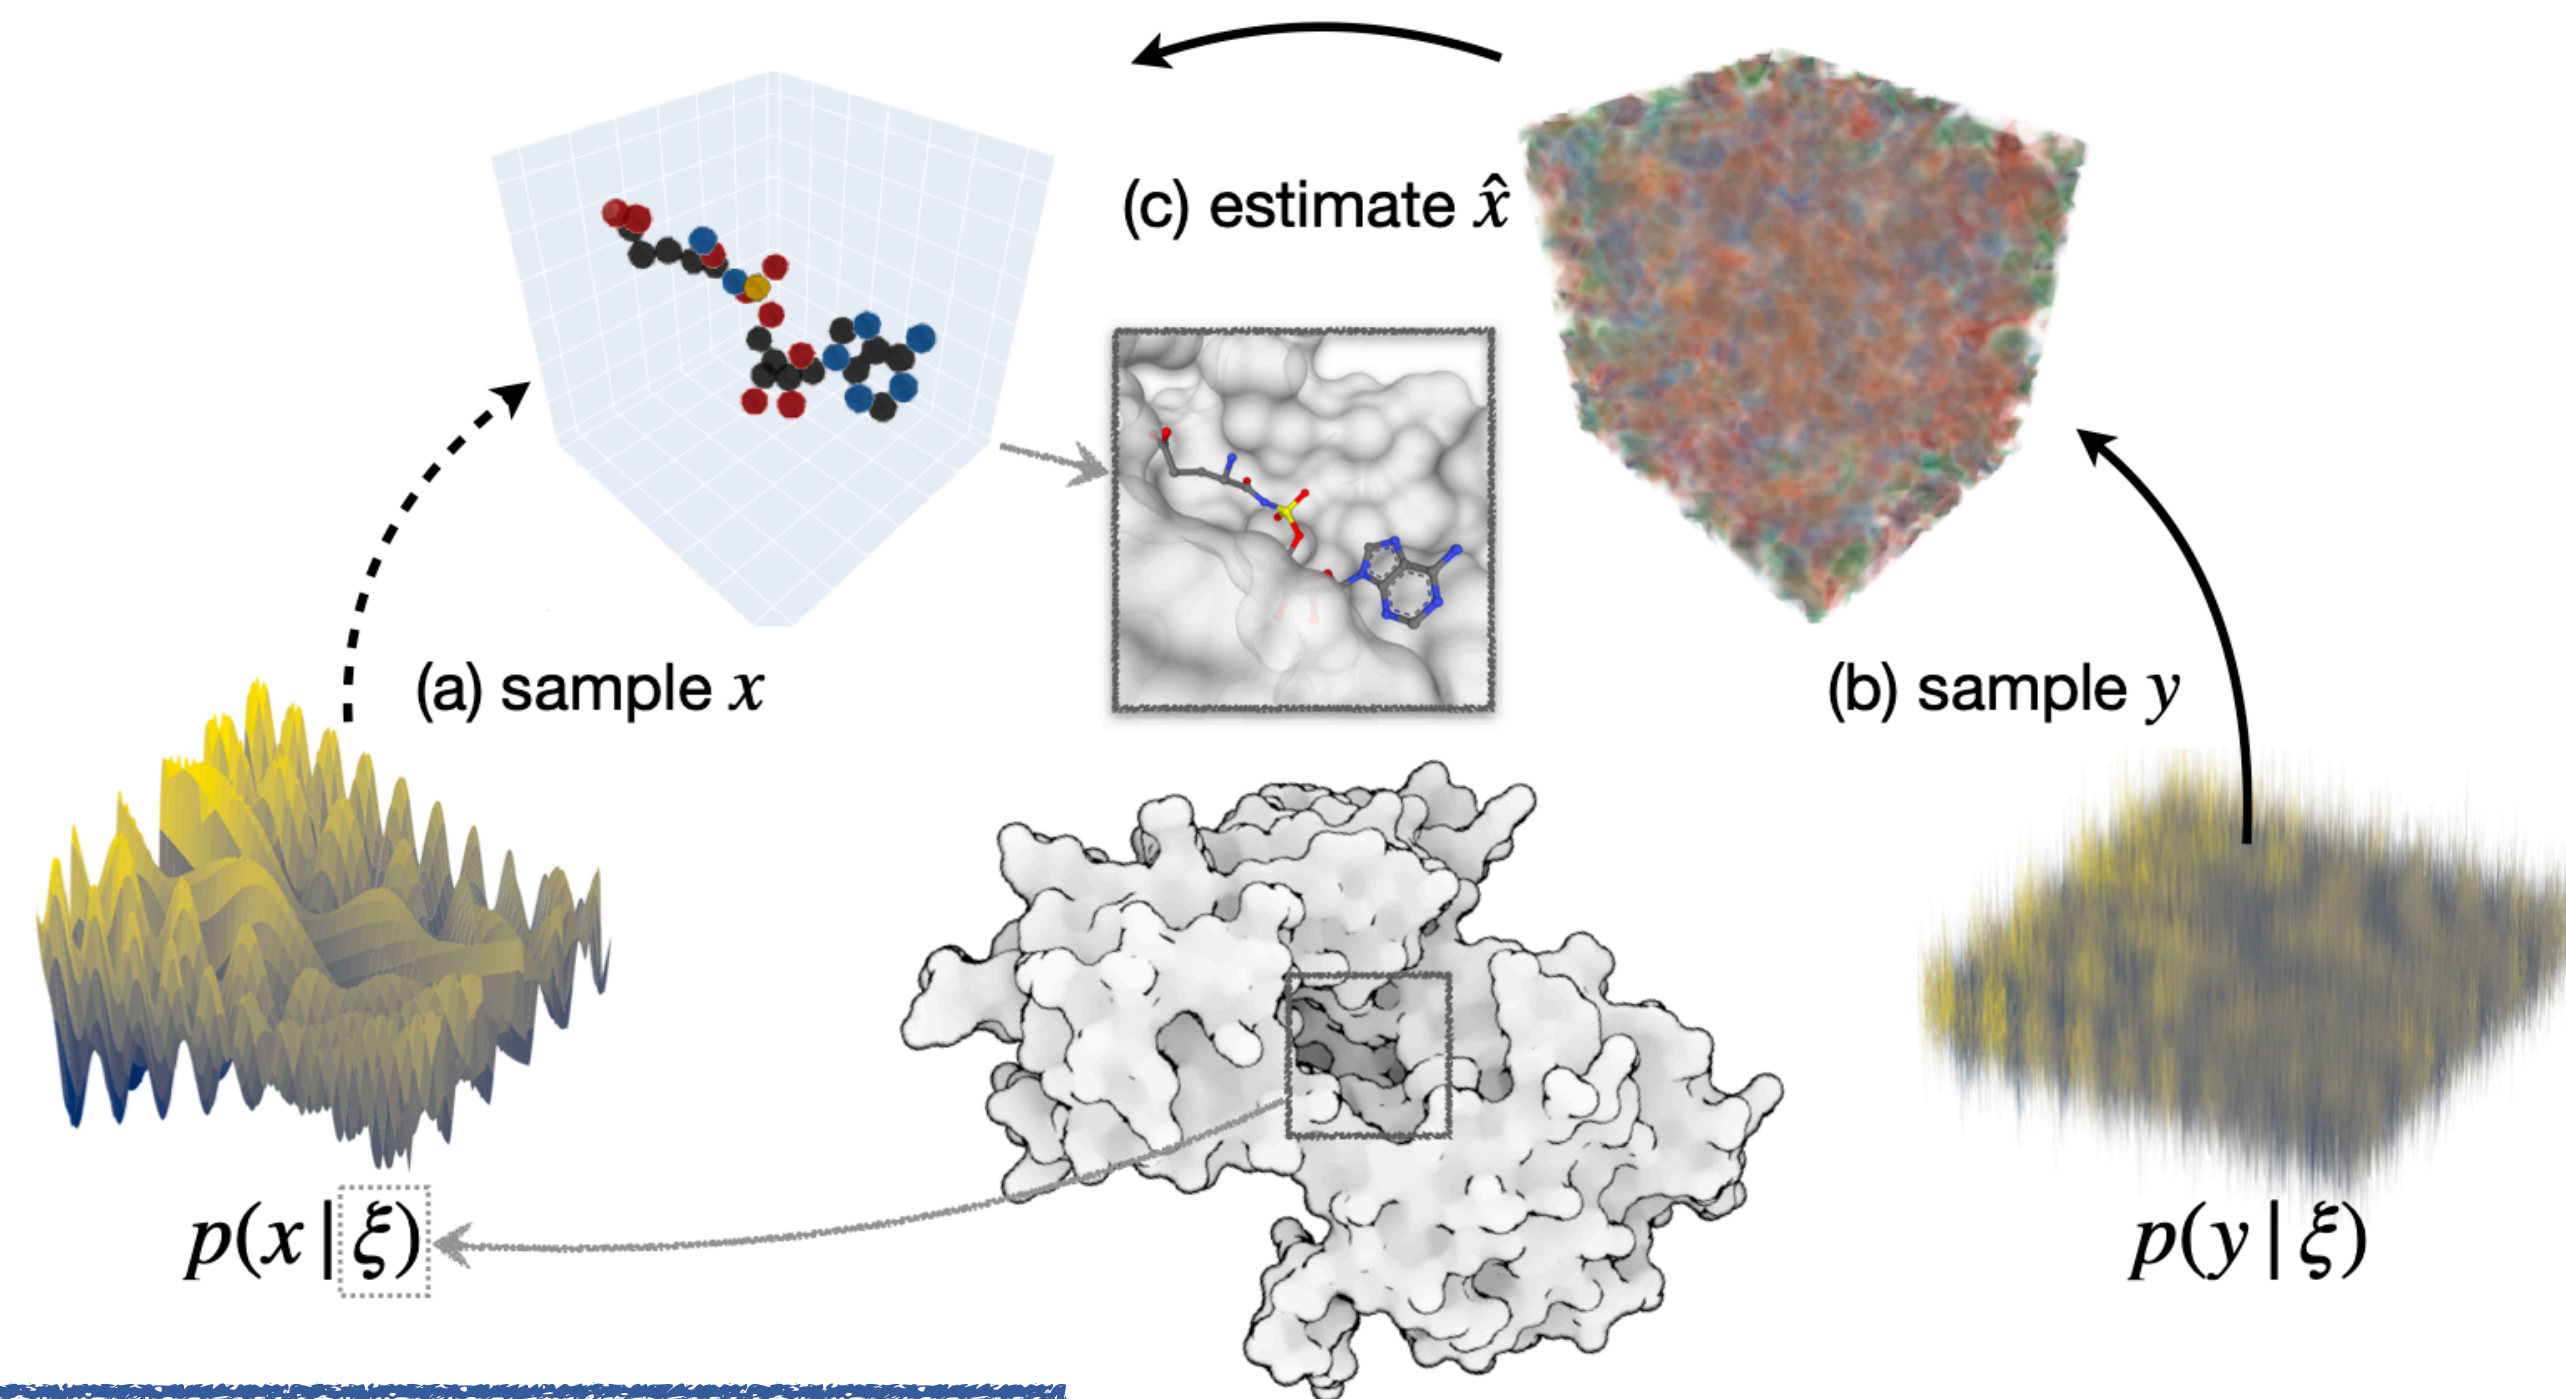 (c) estimate x̂
(a) sample x
(b) sample y
p(x|ξ)
p(y|ξ)